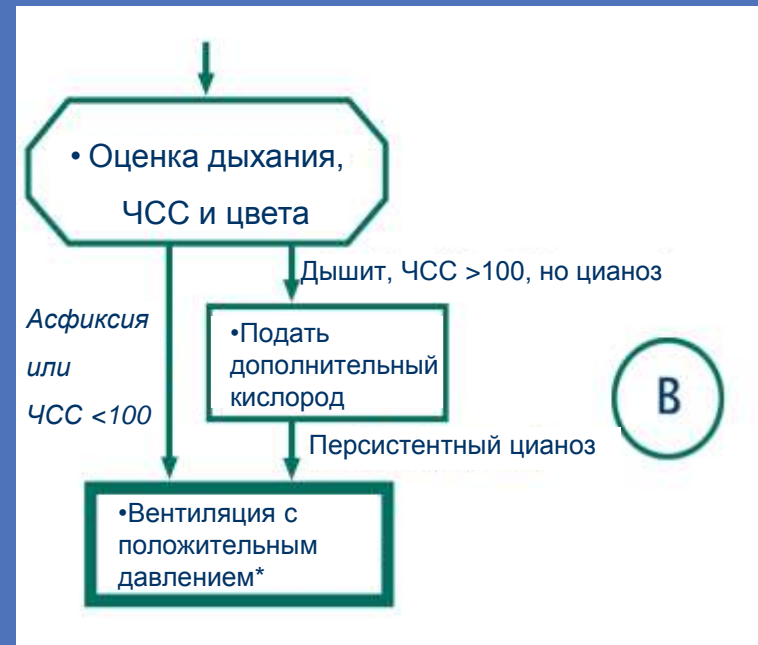 • Оценка дыхания,
ЧСС и цвета
Дышит, ЧСС >100, но цианоз
Асфиксия
или
ЧСС <100
•Подать
дополнительный
кислород
B
Персистентный цианоз
•Вентиляция с
положительным
давлением*